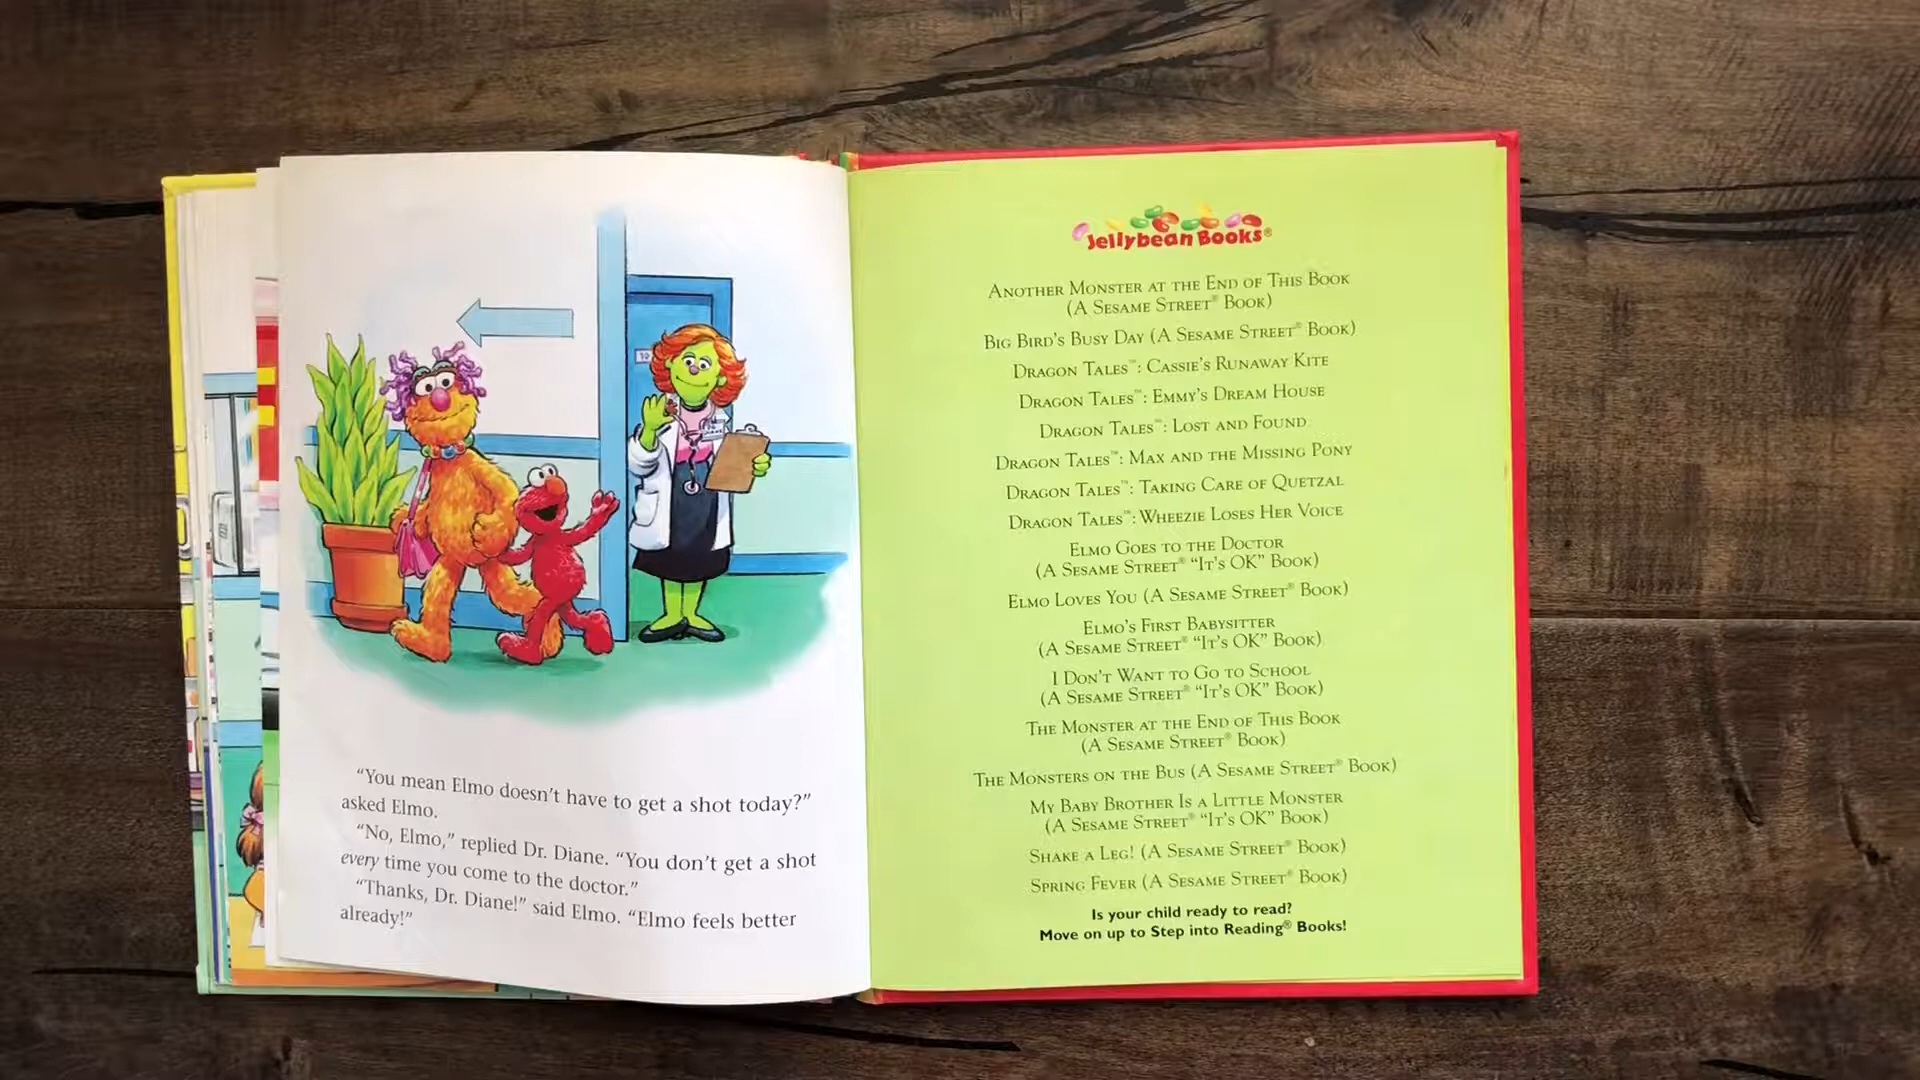 "You mean Elmo doesn't have to get a shot today?"
asked Elmo.
"No, Elmo," replied Dr. Diane. "You don't get a shot
every time you come to the doctor."
"Thanks, Dr. Diane!" said Elmo. "Elmo feels better
already!"
Jellybean Books®
Another Monster at the End of This Book
(A Sesame Street® Book)
Big Bird's Busy Day (A Sesame Street® Book)
Dragon Tales™: Cassie's Runaway Kite
Dragon Tales™: Emmy's Dream House
Dragon Tales™: Lost and Found
Dragon Tales™: Max and the Missing Pony
Dragon Tales™: Taking Care of Quetzal
Dragon Tales™: Wheezie Loses Her Voice
Elmo Goes to the Doctor
(A Sesame Street® "It's OK" Book)
Elmo Loves You (A Sesame Street® Book)
Elmo's First Babysitter
(A Sesame Street® "It's OK" Book)
I Don't Want to Go to School
(A Sesame Street® "It's OK" Book)
The Monster at the End of This Book
(A Sesame Street® Book)
The Monsters on the Bus (A Sesame Street® Book)
My Baby Brother Is a Little Monster
(A Sesame Street® "It's OK" Book)
Shake a Leg! (A Sesame Street® Book)
Spring Fever (A Sesame Street® Book)
Is your child ready to read?
Move on up to Step into Reading® Books!